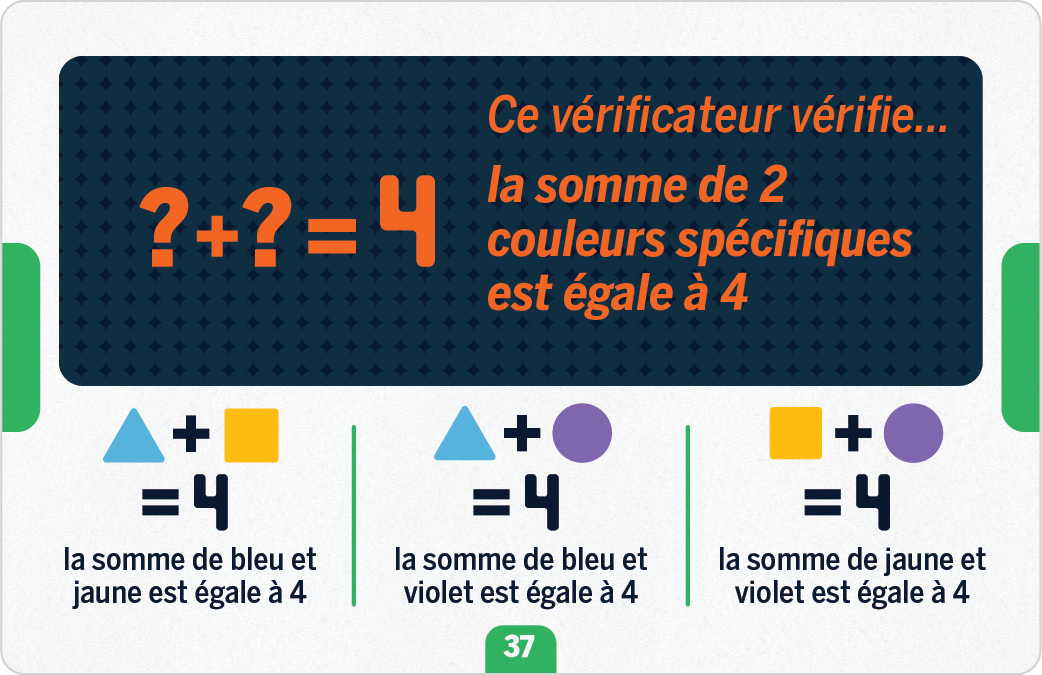 Ce vérificateur vérifie...
?+?=4
la somme de 2
couleurs spécifiques
est égale à 4
+
=4
la somme de bleu et
jaune est égale à 4
+
=4
la somme de bleu et
violet est égale à 4
+
=4
la somme de jaune et
violet est égale à 4
37